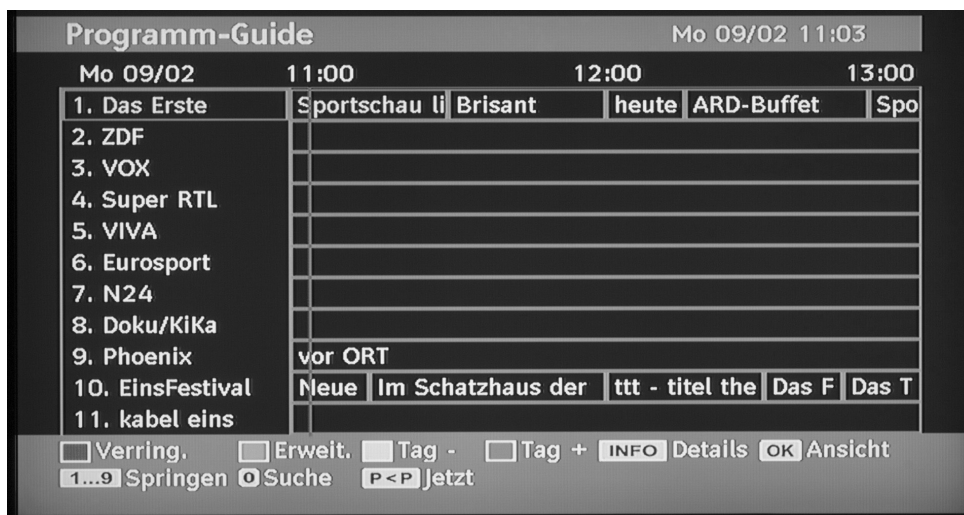 Programm-Guide Mo 09/02 11:03
Mo 09/02 11:00 12:00 13:00
1. Das Erste Sportschau li Brisant heute ARD-Buffet Spo
2. ZDF
3. VOX
4. Super RTL
5. VIVA
6. Eurosport
7. N24
8. Doku/KiKa
9. Phoenix vor ORT
10. EinsFestival Neue Im Schatzhaus der ttt - titel the Das F Das T
11. kabel eins
Verring. Erweit. Tag - Tag + INFO Details OK Ansicht
1...9 Springen 0 Suche P<P Jetzt